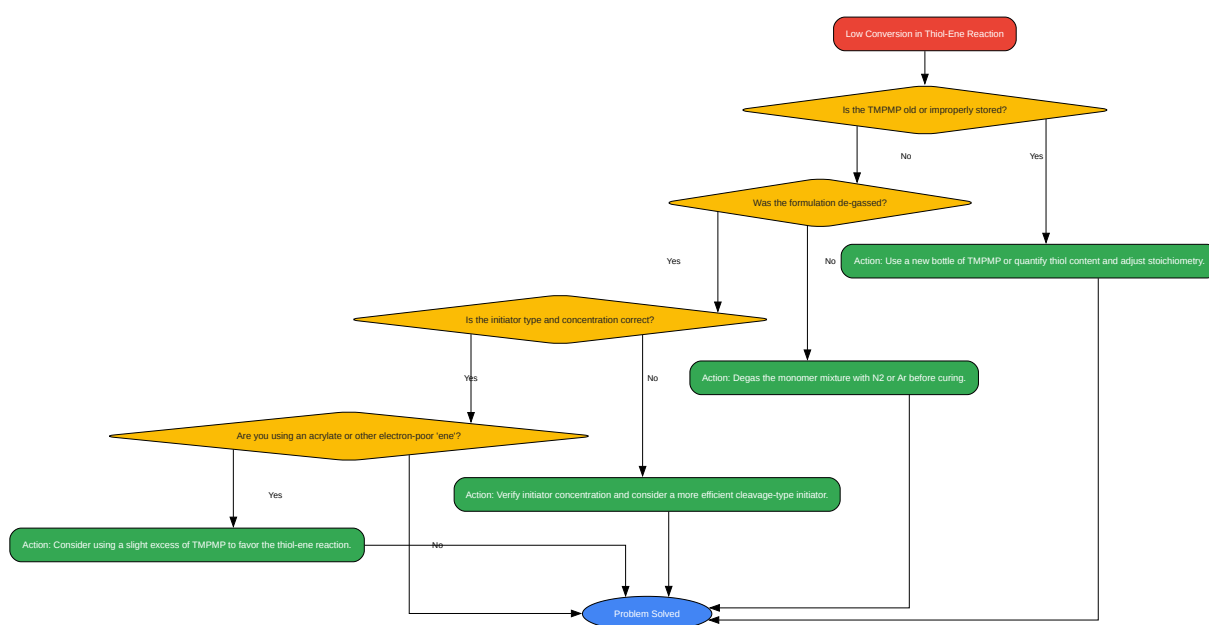 Low Conversion in Thiol-Ene Reaction
Is the TMPMP old or improperly stored?
No
Yes
Was the formulation de-gassed?
Yes
No
Action: Use a new bottle of TMPMP or quantify thiol content and adjust stoichiometry.
Is the initiator type and concentration correct?
Yes
No
Action: Degas the monomer mixture with N2 or Ar before curing.
Are you using an acrylate or other electron-poor 'ene'?
Yes
Action: Verify initiator concentration and consider a more efficient cleavage-type initiator.
Action: Consider using a slight excess of TMPMP to favor the thiol-ene reaction.
No
Problem Solved